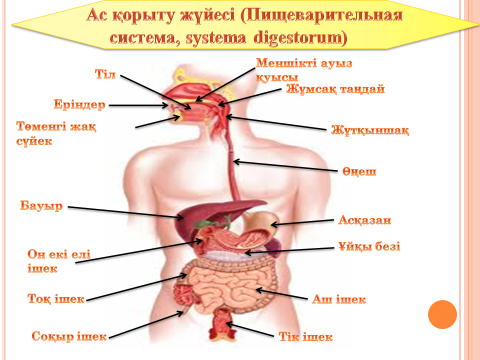 Ас қорыту жүйесі (Пищеварительная
система, systema digestorum)
Тіл
Меншікті ауыз
қуысы
Жұмсақ таңдай
Еріндер
Төменгі жақ
сүйек
Жұтқыншақ
Өңеш
Бауыр
Асқазан
Ұйқы безі
Он екі елі
ішек
Тоқ ішек
Аш ішек
Соқыр ішек
Тік ішек